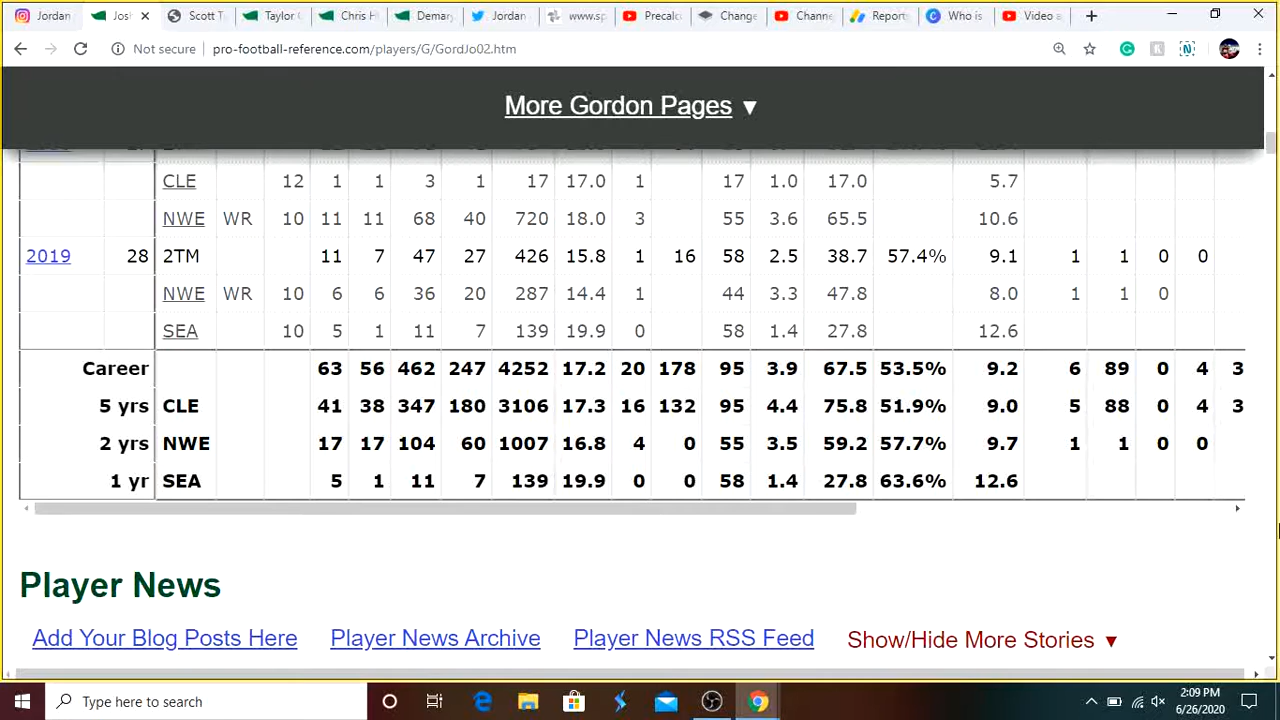 Jordan
Josh
Scott T
Taylor
Chris H
Demary
Jordan
www.sp
Precalc
Change
Chann
Report
Who is
Video a
Not secure pro-football-reference.com/players/G/GordJo02.htm
More Gordon Pages ▼
CLE 12 1 1 3 1 17 17.0 1 17 1.0 17.0 5.7
NWE WR 10 11 11 68 40 720 18.0 3 55 3.6 65.5 10.6
2019 28 2TM 11 7 47 27 426 15.8 1 16 58 2.5 38.7 57.4% 9.1 1 1 0 0
NWE WR 10 6 6 36 20 287 14.4 1 44 3.3 47.8 8.0 1 1 0
SEA 10 5 1 11 7 139 19.9 0 58 1.4 27.8 12.6
Career 63 56 462 247 4252 17.2 20 178 95 3.9 67.5 53.5% 9.2 6 89 0 4 3
5 yrs CLE 41 38 347 180 3106 17.3 16 132 95 4.4 75.8 51.9% 9.0 5 88 0 4 3
2 yrs NWE 17 17 104 60 1007 16.8 4 0 55 3.5 59.2 57.7% 9.7 1 1 0 0
1 yr SEA 5 1 11 7 139 19.9 0 0 58 1.4 27.8 63.6% 12.6
Player News
Add Your Blog Posts Here Player News Archive Player News RSS Feed Show/Hide More Stories ▼
Type here to search
2:09 PM
6/26/2020